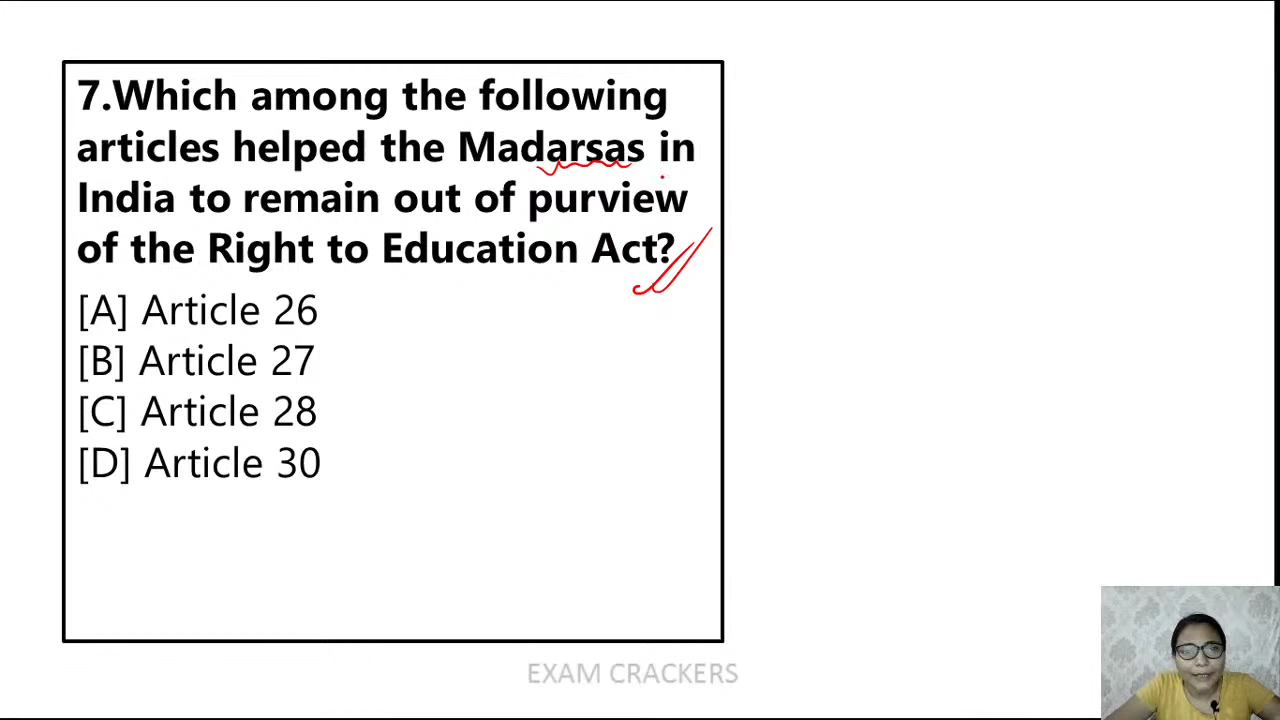 7.Which among the following
articles helped the Madarsas in
India to remain out of purview
of the Right to Education Act?
[A] Article 26
[B] Article 27
[C] Article 28
[D] Article 30
EXAM CRACKERS